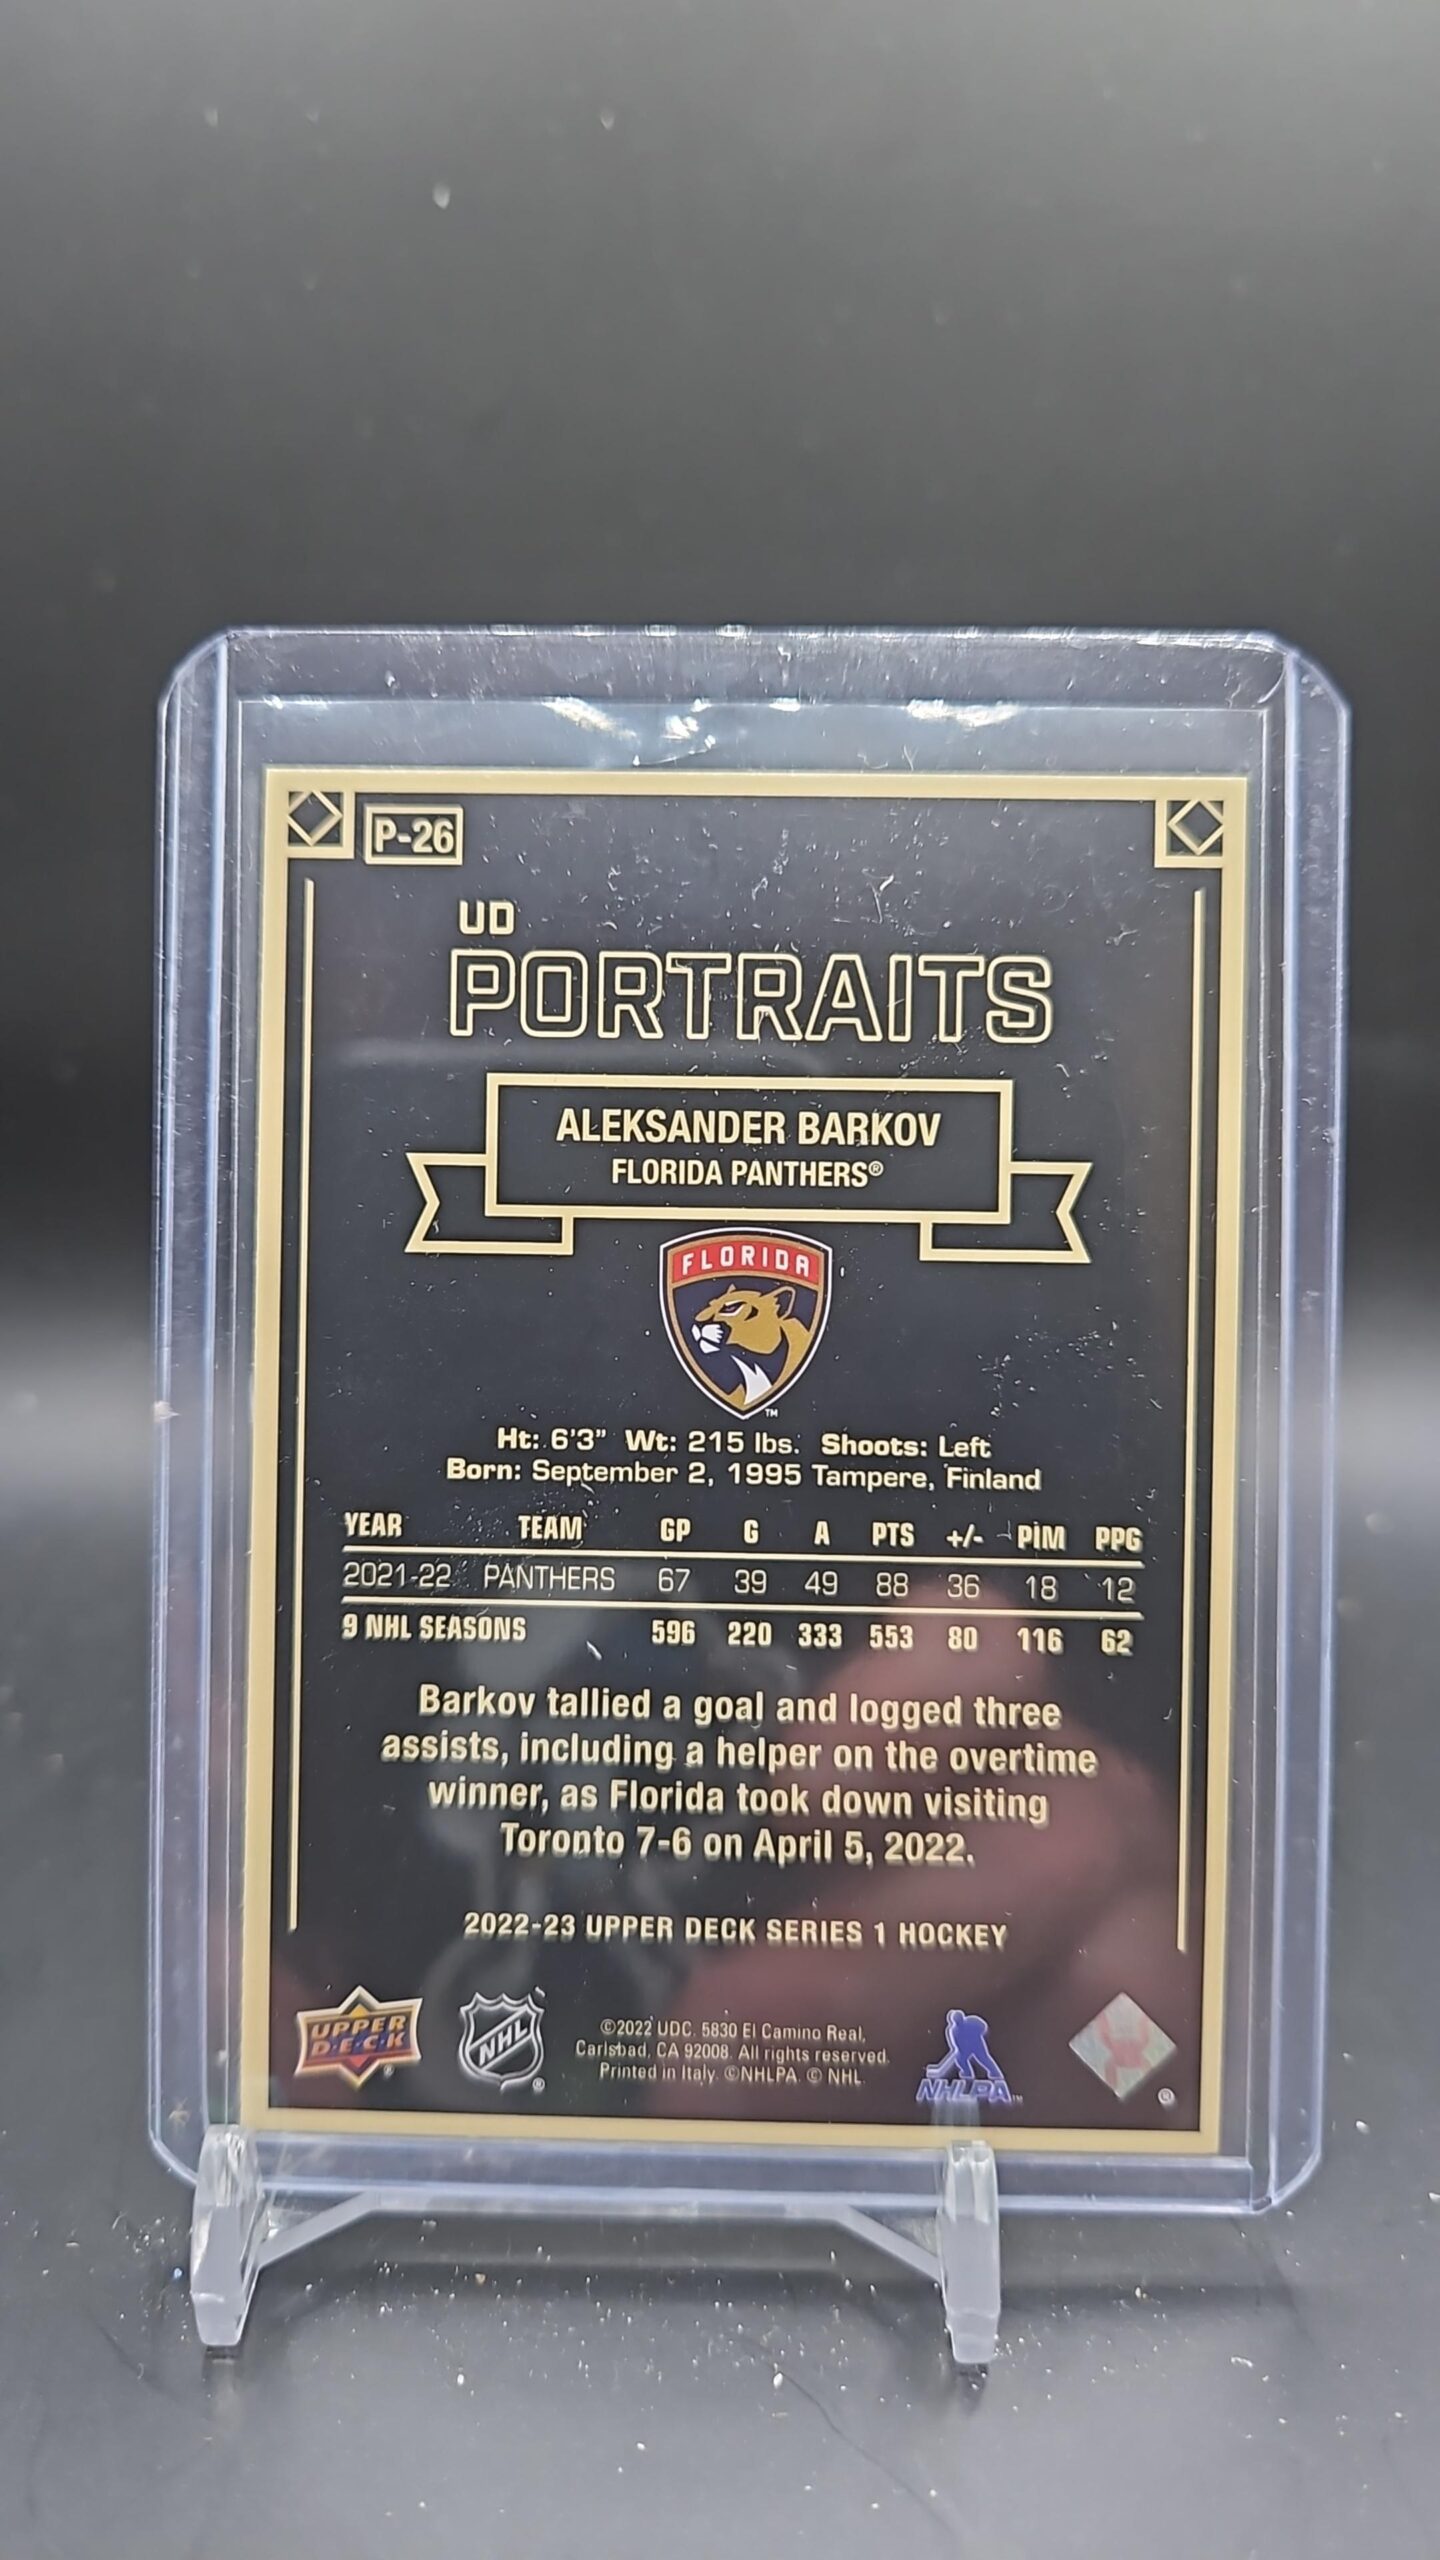 P-26
UD
PORTRAITS
ALEKSANDER BARKOV
FLORIDA PANTHERS®
FLORIDA
TM
Ht: 6'3" Wt: 215 lbs. Shoots: Left
Born: September 2, 1995 Tampere, Finland
YEAR TEAM GP G A PTS +/- PIM PPG
2021-22 PANTHERS 67 39 49 88 36 18 12
9 NHL SEASONS 596 220 333 553 80 116 62
Barkov tallied a goal and logged three
assists, including a helper on the overtime
winner, as Florida took down visiting
Toronto 7-6 on April 5, 2022.
2022-23 UPPER DECK SERIES 1 HOCKEY
UPPER
DECK
®
NHL
®
©2022 UDC. 5830 El Camino Real,
Carlsbad, CA 92008. All rights reserved.
Printed in Italy. ©NHLPA. © NHL.
NHLPA™
®